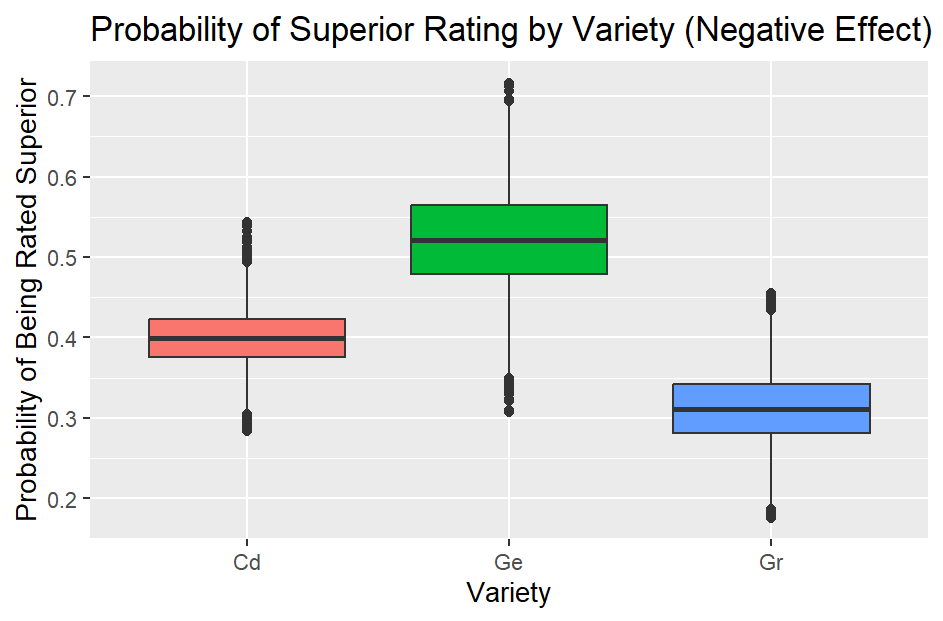 Probability of Superior Rating by Variety (Negative Effect)
Probability of Being Rated Superior
0.7
0.6
0.5
0.4
0.3
0.2
Cd Ge Gr
Variety